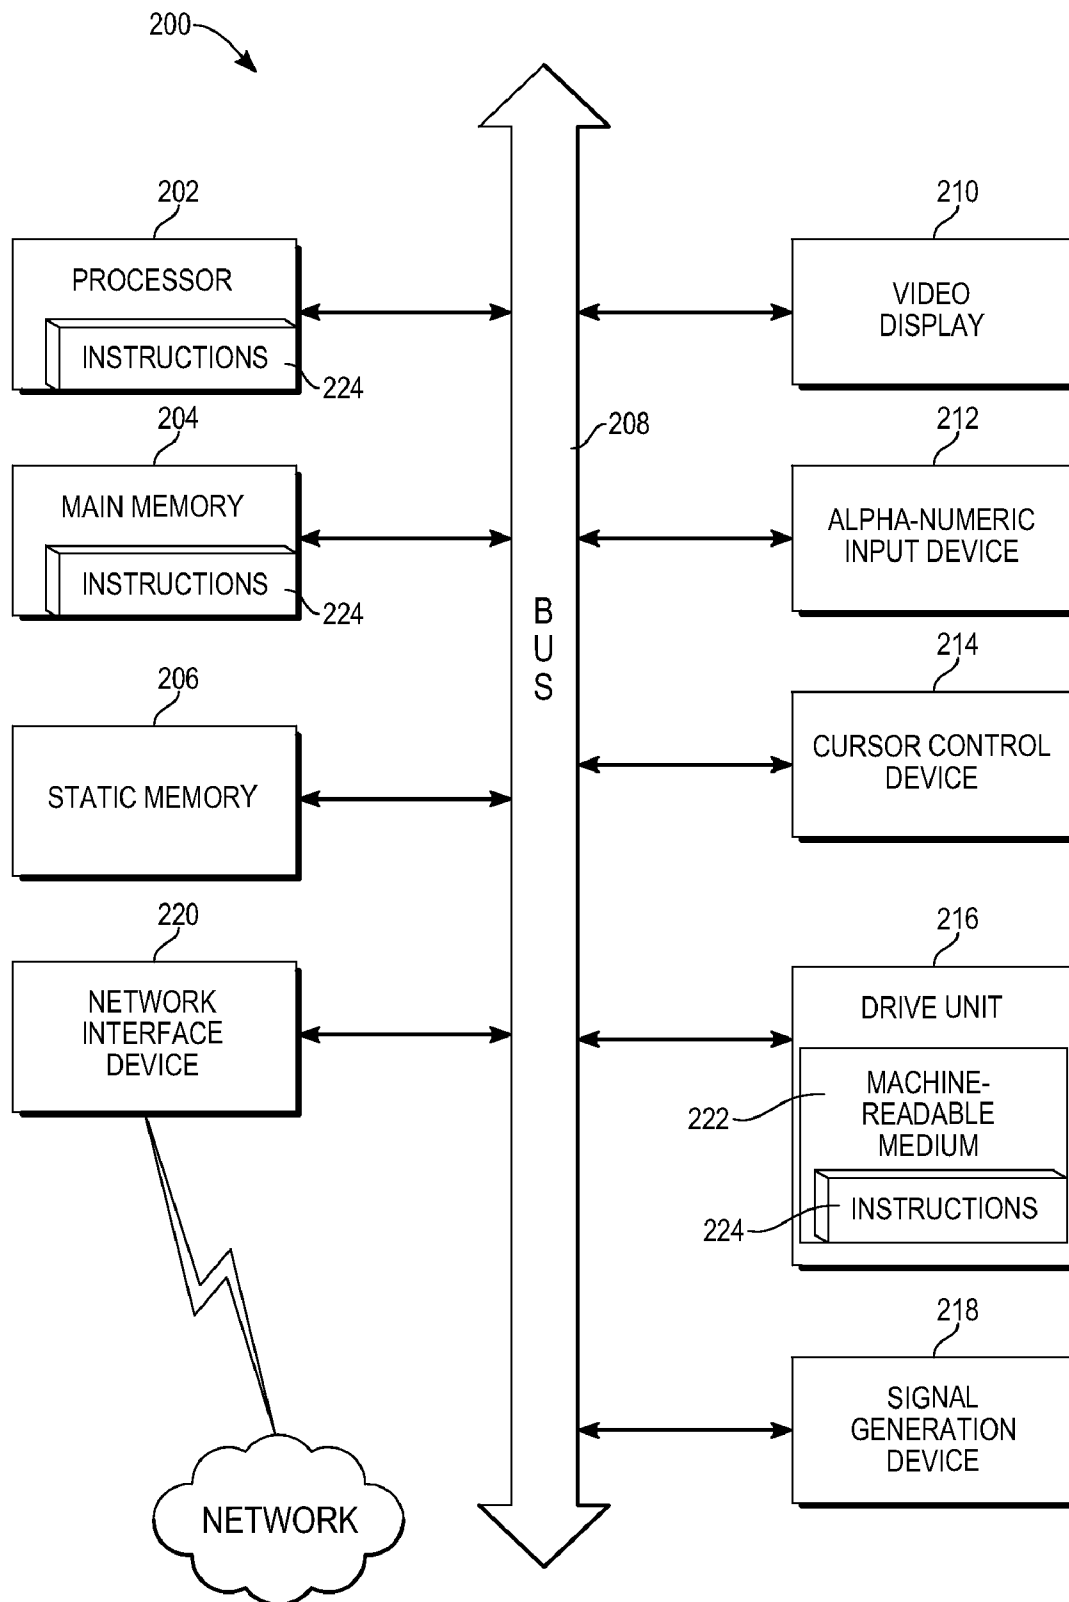 200
202
PROCESSOR
INSTRUCTIONS
224
204
MAIN MEMORY
INSTRUCTIONS
224
206
STATIC MEMORY
220
NETWORK
INTERFACE
DEVICE
NETWORK
BUS
208
210
VIDEO
DISPLAY
212
ALPHA-NUMERIC
INPUT DEVICE
214
CURSOR CONTROL
DEVICE
216
DRIVE UNIT
222
MACHINE-
READABLE
MEDIUM
224
INSTRUCTIONS
218
SIGNAL
GENERATION
DEVICE